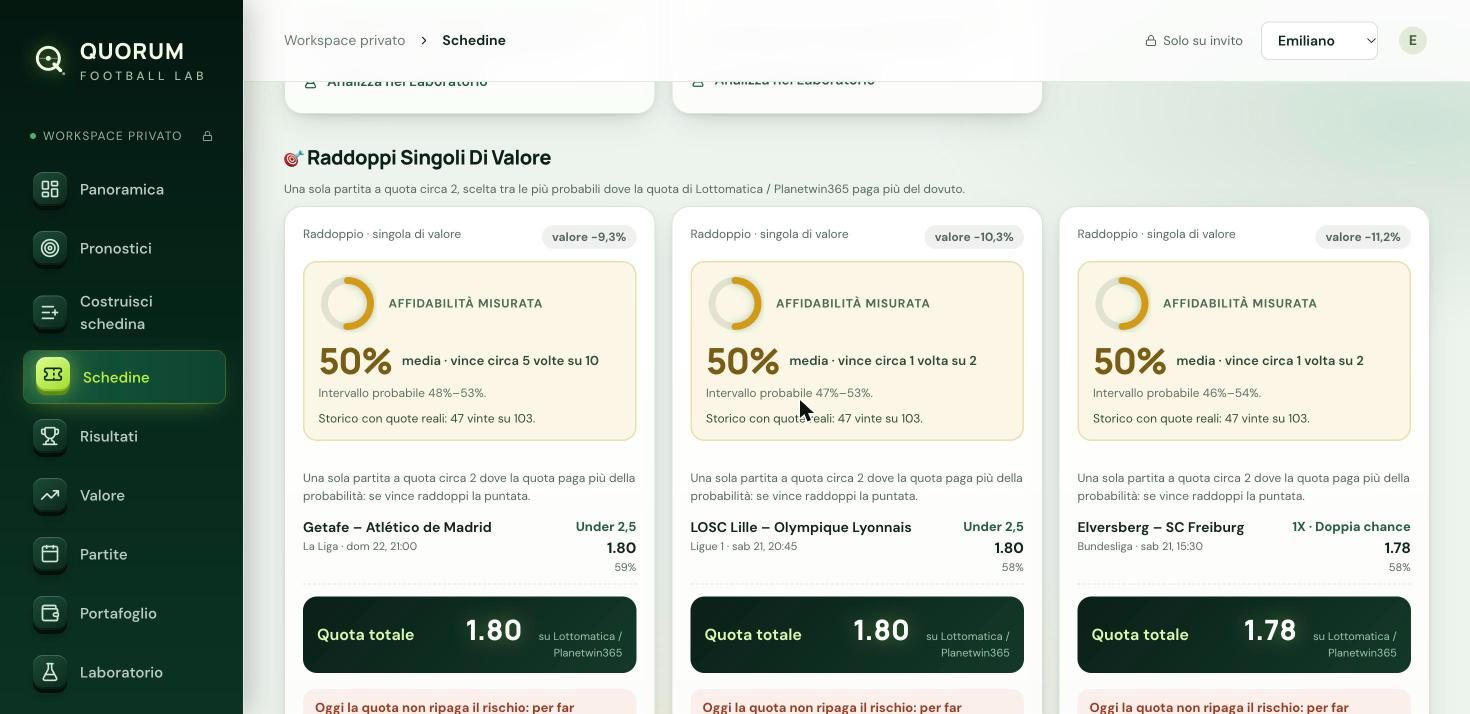 QUORUM
FOOTBALL LAB
WORKSPACE PRIVATO
Panoramica
Pronostici
Costruisci
schedina
Schedine
Risultati
Valore
Partite
Portafoglio
Laboratorio
Workspace privato > Schedine
Solo su invito
Emiliano
E
Analizza nel Laboratorio
Analizza nel Laboratorio
🎯 Raddoppi Singoli Di Valore
Una sola partita a quota circa 2, scelta tra le più probabili dove la quota di Lottomatica / Planetwin365 paga più del dovuto.
Raddoppio · singola di valore
valore -9,3%
AFFIDABILITÀ MISURATA
50% media · vince circa 5 volte su 10
Intervallo probabile 48%–53%.
Storico con quote reali: 47 vinte su 103.
Una sola partita a quota circa 2 dove la quota paga più della
probabilità: se vince raddoppi la puntata.
Getafe – Atlético de Madrid
Under 2,5
La Liga · dom 22, 21:00
1.80
59%
Quota totale
1.80
su Lottomatica /
Planetwin365
Oggi la quota non ripaga il rischio: per far
Raddoppio · singola di valore
valore -10,3%
AFFIDABILITÀ MISURATA
50% media · vince circa 1 volta su 2
Intervallo probabile 47%–53%.
Storico con quote reali: 47 vinte su 103.
Una sola partita a quota circa 2 dove la quota paga più della
probabilità: se vince raddoppi la puntata.
LOSC Lille – Olympique Lyonnais
Under 2,5
Ligue 1 · sab 21, 20:45
1.80
58%
Quota totale
1.80
su Lottomatica /
Planetwin365
Oggi la quota non ripaga il rischio: per far
Raddoppio · singola di valore
valore -11,2%
AFFIDABILITÀ MISURATA
50% media · vince circa 1 volta su 2
Intervallo probabile 46%–54%.
Storico con quote reali: 47 vinte su 103.
Una sola partita a quota circa 2 dove la quota paga più della
probabilità: se vince raddoppi la puntata.
Elversberg – SC Freiburg
1X · Doppia chance
Bundesliga · sab 21, 15:30
1.78
58%
Quota totale
1.78
su Lottomatica /
Planetwin365
Oggi la quota non ripaga il rischio: per far